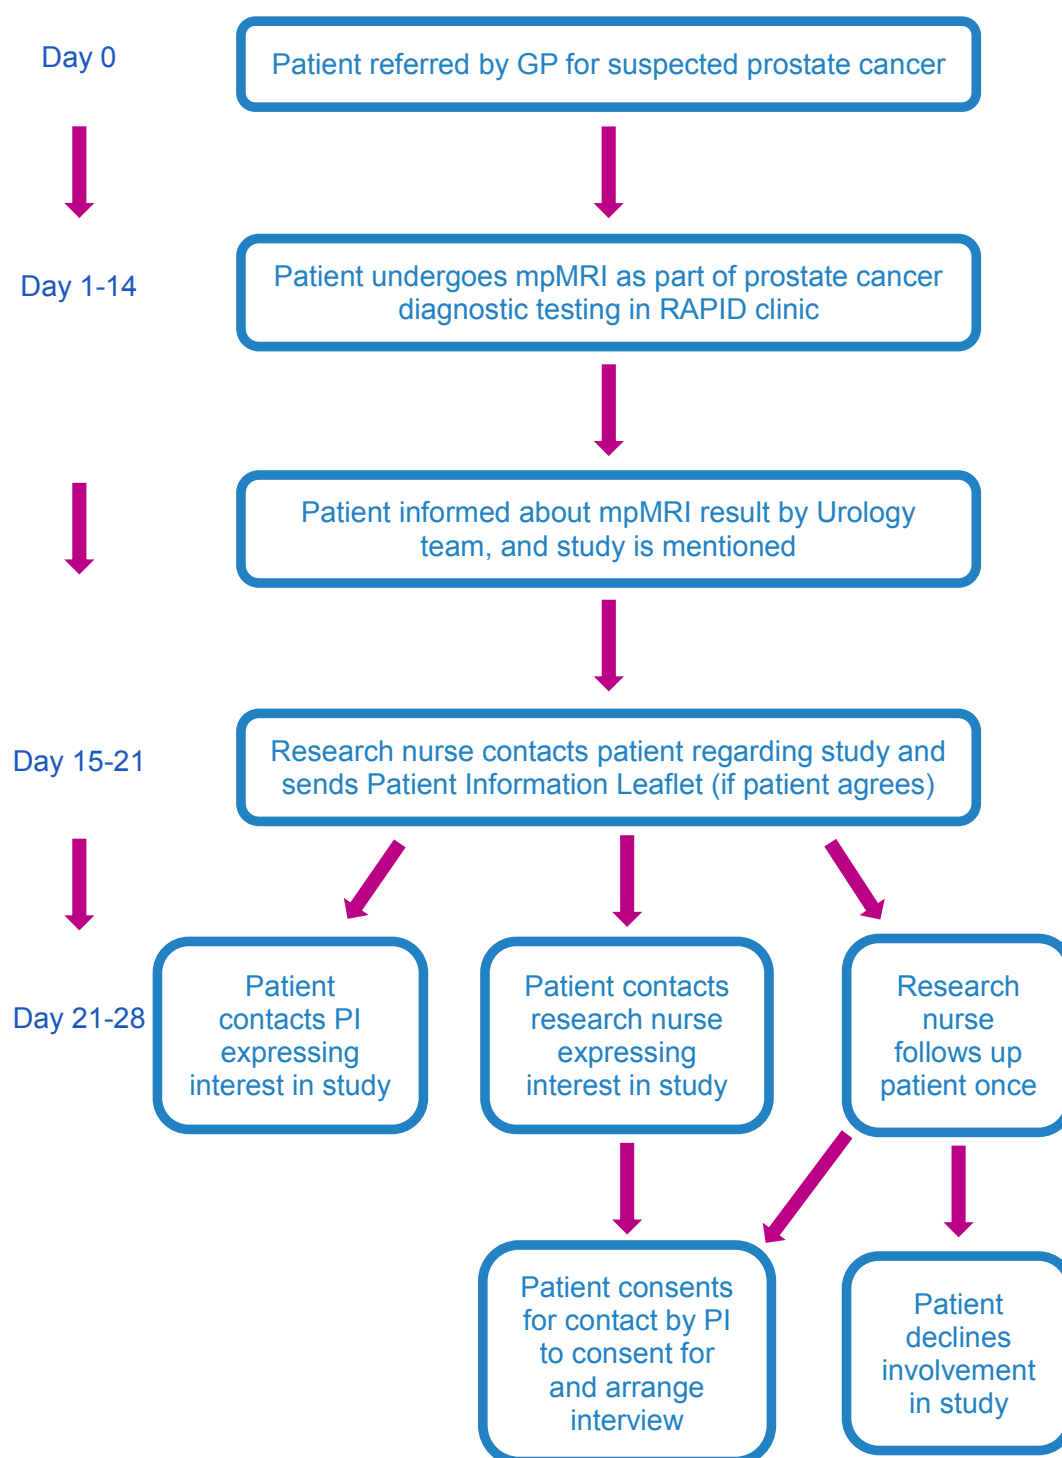 Day 0
Patient referred by GP for suspected prostate cancer
Day 1-14
Patient undergoes mpMRI as part of prostate cancer
diagnostic testing in RAPID clinic
Patient informed about mpMRI result by Urology
team, and study is mentioned
Day 15-21
Research nurse contacts patient regarding study and
sends Patient Information Leaflet (if patient agrees)
Day 21-28
Patient
contacts PI
expressing
interest in study
Patient contacts
research nurse
expressing
interest in study
Research
nurse
follows up
patient once
Patient consents
for contact by PI
to consent for
and arrange
interview
Patient
declines
involvement
in study